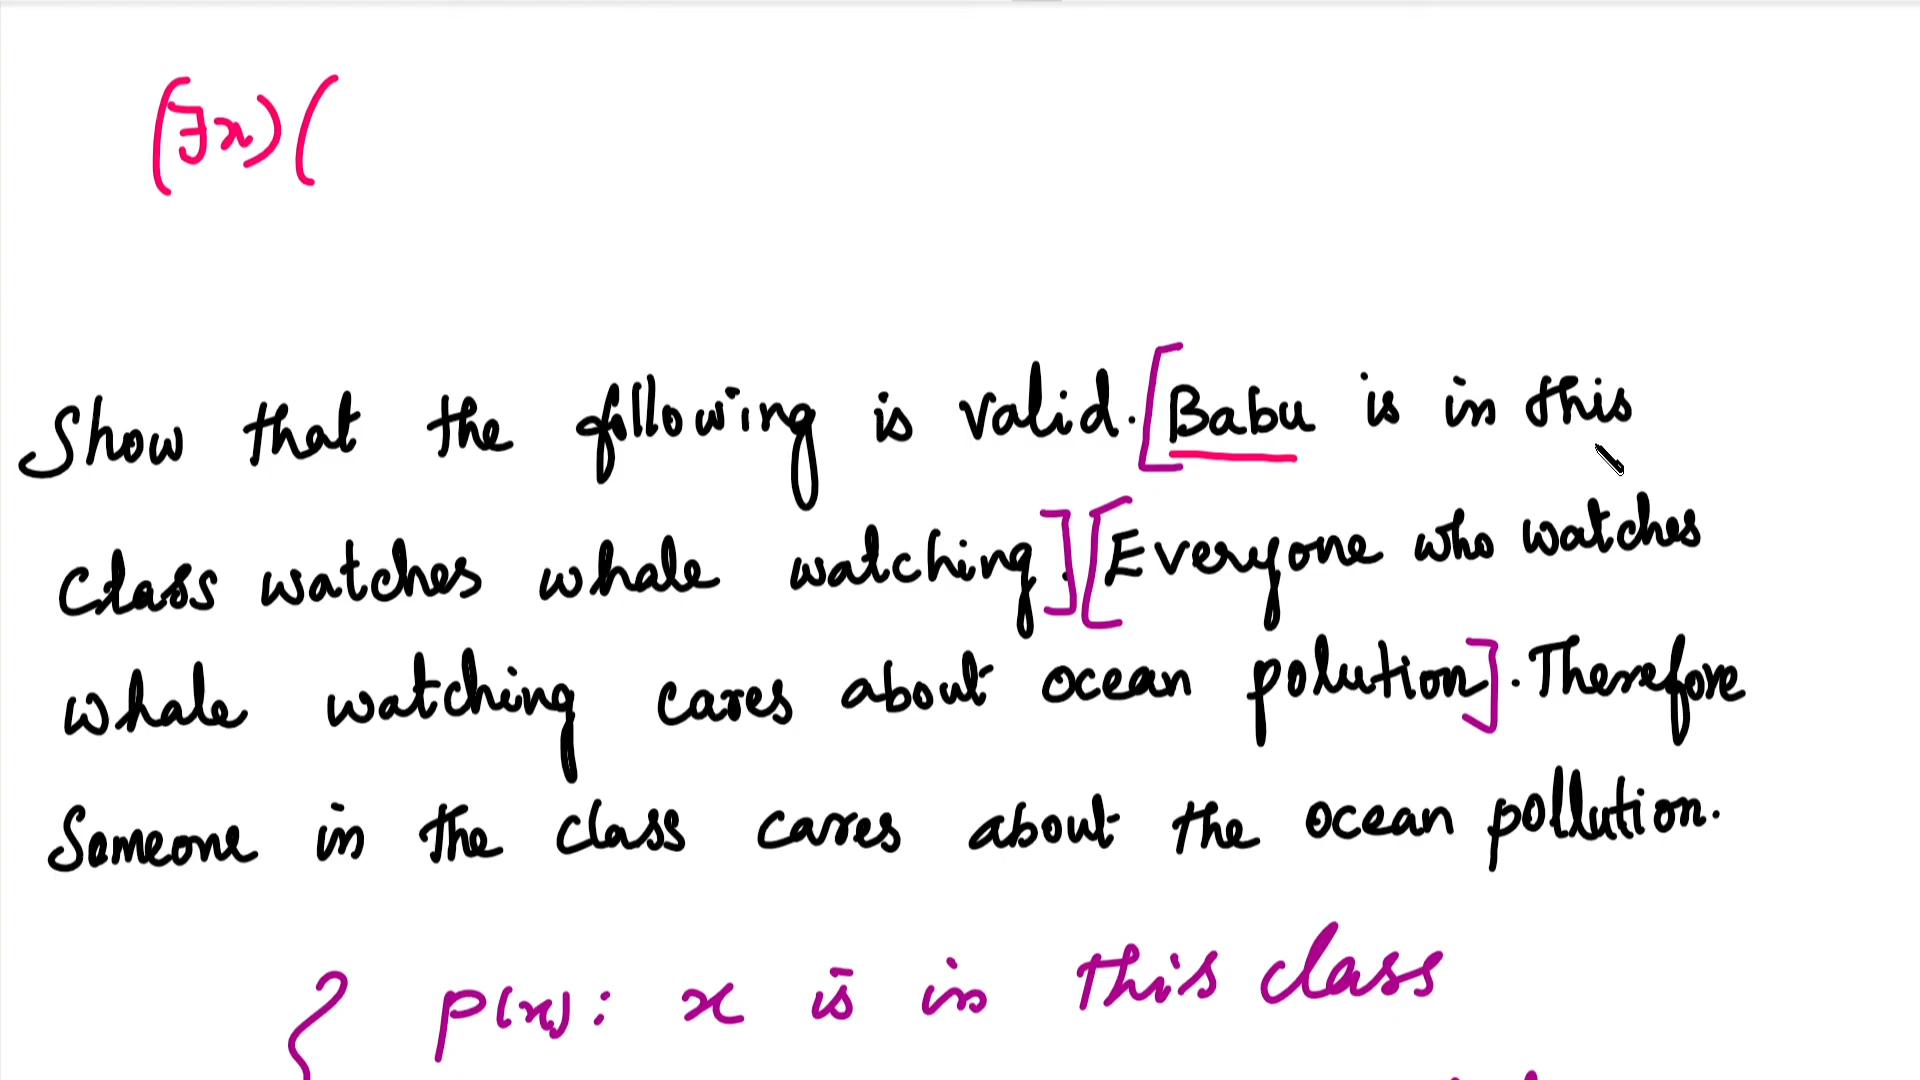 (∃x)(
Show that the following is valid. [Babu is in this
class watches whale watching.] [Everyone who watches
whale watching cares about ocean polution]. Therefore
Someone in the class cares about the ocean pollution.
{ P(x): x is in this class